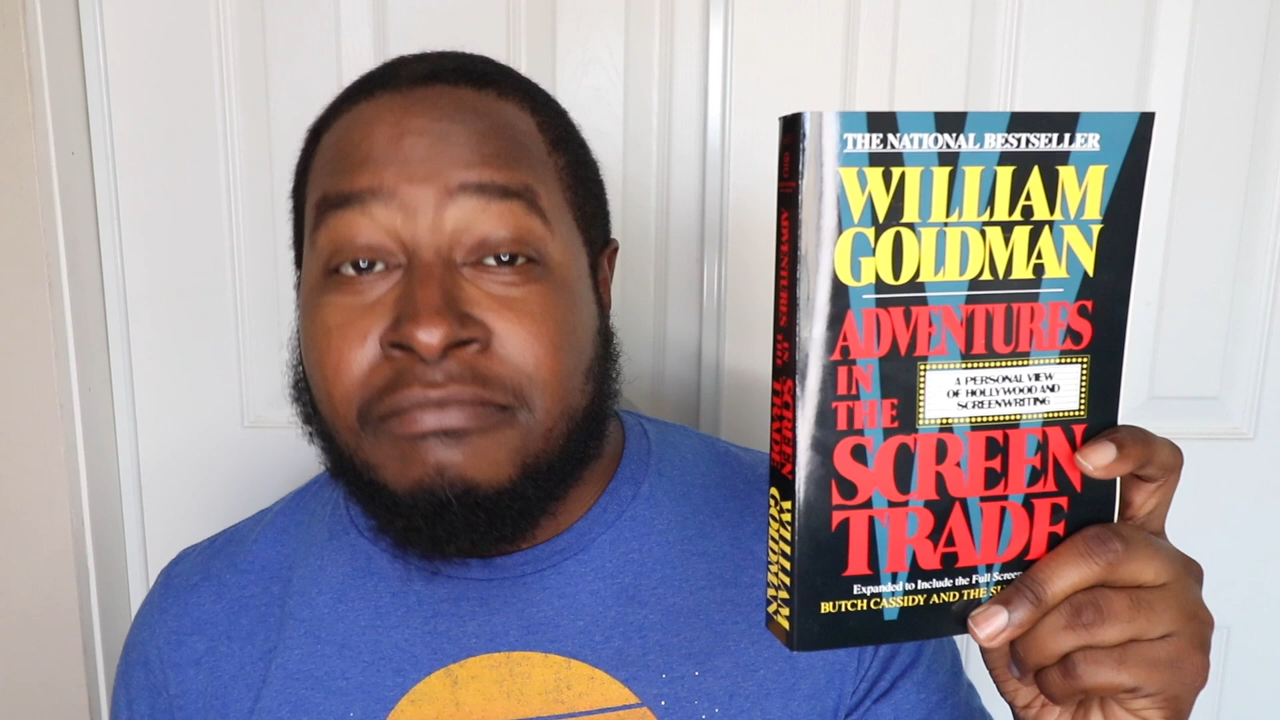 THE NATIONAL BESTSELLER
WILLIAM
GOLDMAN
ADVENTURES
IN
THE
A PERSONAL VIEW
OF HOLLYWOOD AND
SCREENWRITING
SCREEN
TRADE
Expanded to Include the Full
BUTCH CASSIDY AND THE
ADVENTURES IN THE SCREEN TRADE
WILLIAM GOLDMAN